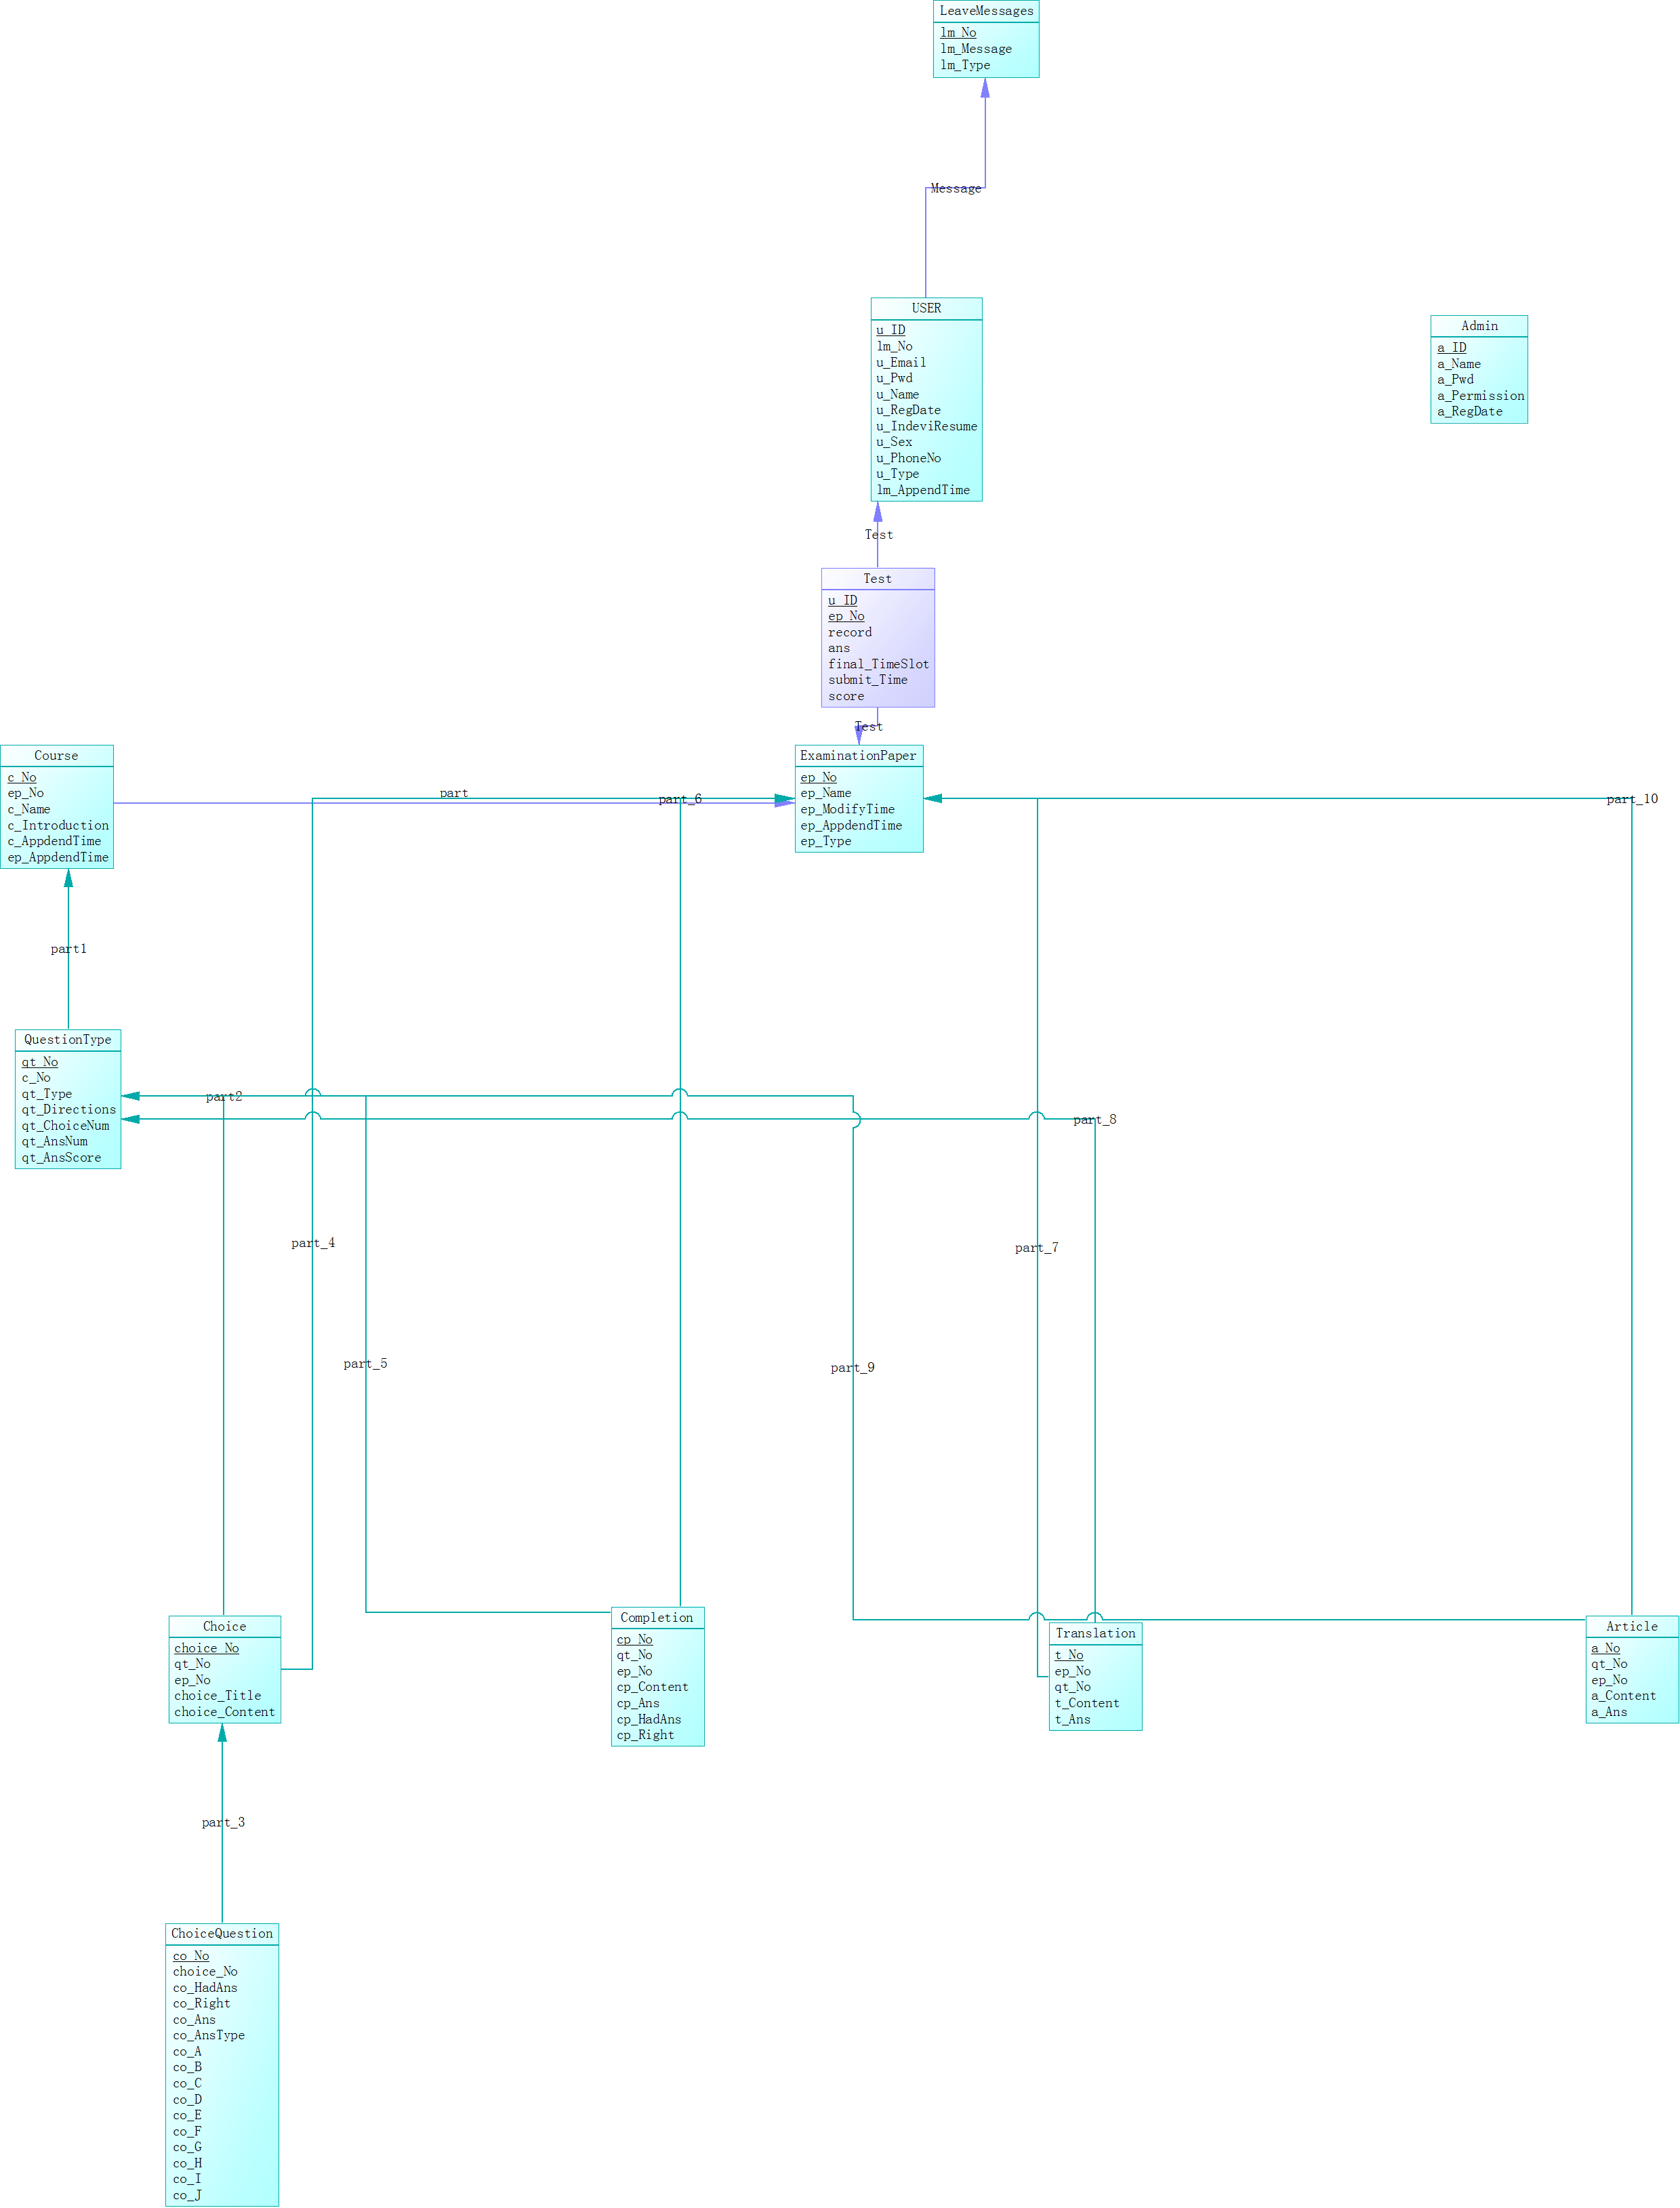 LeaveMessages
lm_No
lm_Message
lm_Type
Message
USER
u_ID
lm_No
u_Email
u_Pwd
u_Name
u_RegDate
u_IndeviResume
u_Sex
u_PhoneNo
u_Type
lm_AppendTime
Admin
a_ID
a_Name
a_Pwd
a_Permission
a_RegDate
Test
Test
u_ID
ep_No
record
ans
final_TimeSlot
submit_Time
score
Test
Course
c_No
ep_No
c_Name
c_Introduction
c_AppdendTime
ep_AppdendTime
part
part_6
ExaminationPaper
ep_No
ep_Name
ep_ModifyTime
ep_AppdendTime
ep_Type
part_10
part1
QuestionType
qt_No
c_No
qt_Type
qt_Directions
qt_ChoiceNum
qt_AnsNum
qt_AnsScore
part2
part_8
part_4
part_7
part_5
part_9
Choice
choice_No
qt_No
ep_No
choice_Title
choice_Content
Completion
cp_No
qt_No
ep_No
cp_Content
cp_Ans
cp_HadAns
cp_Right
Translation
t_No
ep_No
qt_No
t_Content
t_Ans
Article
a_No
qt_No
ep_No
a_Content
a_Ans
part_3
ChoiceQuestion
co_No
choice_No
co_HadAns
co_Right
co_Ans
co_AnsType
co_A
co_B
co_C
co_D
co_E
co_F
co_G
co_H
co_I
co_J